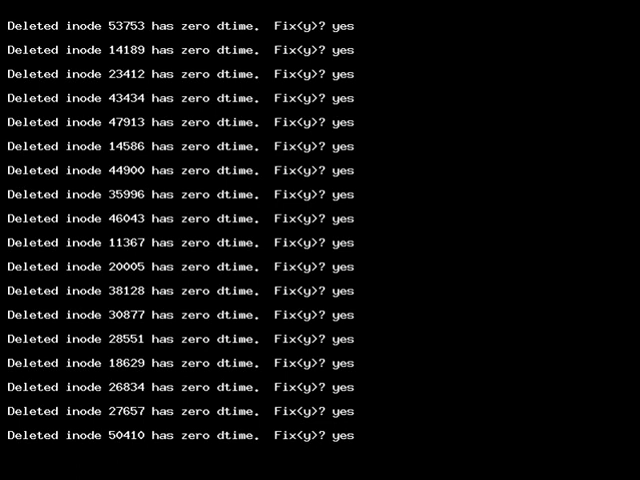 Deleted inode 53753 has zero dtime.  Fix<y>? yes
Deleted inode 14189 has zero dtime.  Fix<y>? yes
Deleted inode 23412 has zero dtime.  Fix<y>? yes
Deleted inode 43434 has zero dtime.  Fix<y>? yes
Deleted inode 47913 has zero dtime.  Fix<y>? yes
Deleted inode 14586 has zero dtime.  Fix<y>? yes
Deleted inode 44900 has zero dtime.  Fix<y>? yes
Deleted inode 35996 has zero dtime.  Fix<y>? yes
Deleted inode 46043 has zero dtime.  Fix<y>? yes
Deleted inode 11367 has zero dtime.  Fix<y>? yes
Deleted inode 20005 has zero dtime.  Fix<y>? yes
Deleted inode 38128 has zero dtime.  Fix<y>? yes
Deleted inode 30877 has zero dtime.  Fix<y>? yes
Deleted inode 28551 has zero dtime.  Fix<y>? yes
Deleted inode 18629 has zero dtime.  Fix<y>? yes
Deleted inode 26834 has zero dtime.  Fix<y>? yes
Deleted inode 27657 has zero dtime.  Fix<y>? yes
Deleted inode 50410 has zero dtime.  Fix<y>? yes